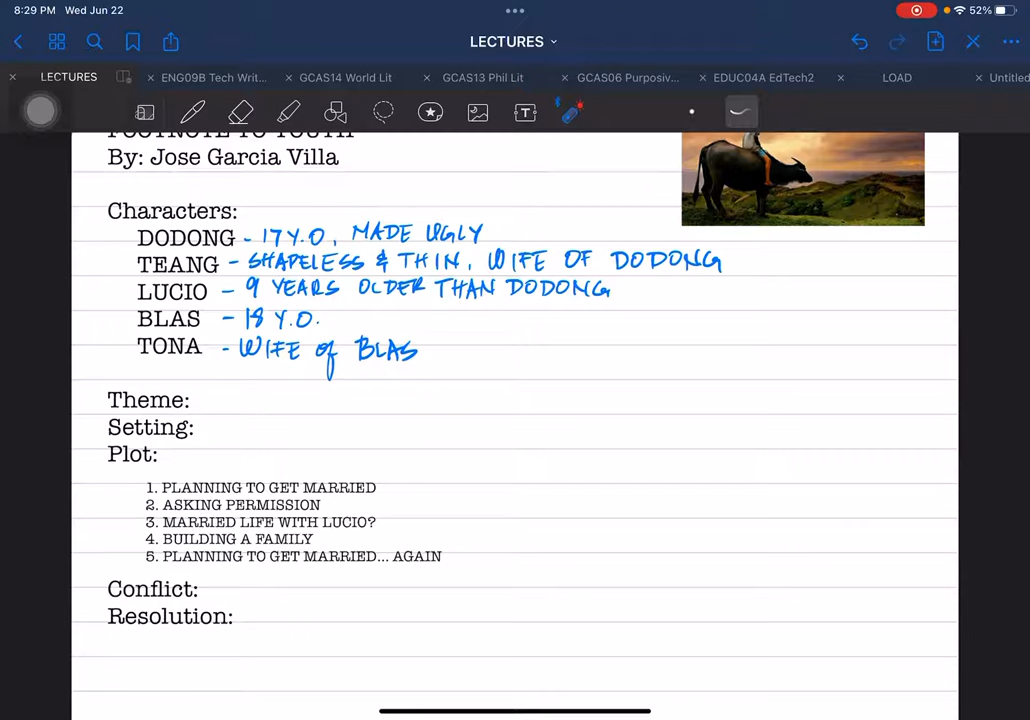 8:29 PM Wed Jun 22
52%
LECTURES
LECTURES
ENG09B Tech Writ...
GCAS14 World Lit
GCAS13 Phil Lit
GCAS06 Purposiv...
EDUC04A EdTech2
LOAD
Untitled
FOOTNOTE TO YOUTH
By: Jose Garcia Villa
Characters:
DODONG - 17 Y.O, MADE UGLY
TEANG - SHAPELESS & THIN, WIFE OF DODONG
LUCIO - 9 YEARS OLDER THAN DODONG
BLAS - 18 Y.O.
TONA - WIFE of BLAS
Theme:
Setting:
Plot:
1. PLANNING TO GET MARRIED
2. ASKING PERMISSION
3. MARRIED LIFE WITH LUCIO?
4. BUILDING A FAMILY
5. PLANNING TO GET MARRIED... AGAIN
Conflict:
Resolution: